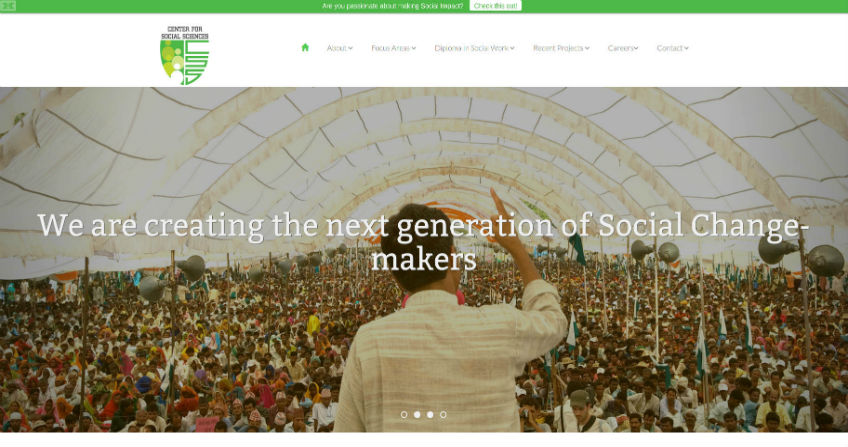 Are you passionate about making Social Impact? Check this out!
CENTER FOR
SOCIAL SCIENCES
CSS
About
Focus Areas
Diploma in Social Work
Recent Projects
Careers
Contact
We are creating the next generation of Social Change-
makers